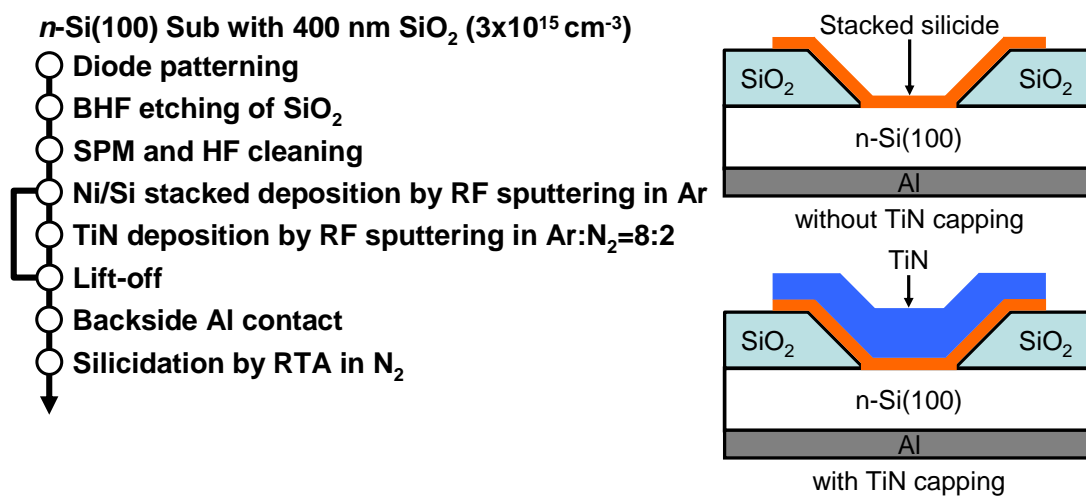 n-Si(100) Sub with 400 nm SiO₂ (3x10¹⁵ cm⁻³)
Diode patterning
BHF etching of SiO₂
SPM and HF cleaning
Ni/Si stacked deposition by RF sputtering in Ar
TiN deposition by RF sputtering in Ar:N₂=8:2
Lift-off
Backside Al contact
Silicidation by RTA in N₂
Stacked silicide
SiO₂
SiO₂
n-Si(100)
Al
without TiN capping
TiN
SiO₂
SiO₂
n-Si(100)
Al
with TiN capping